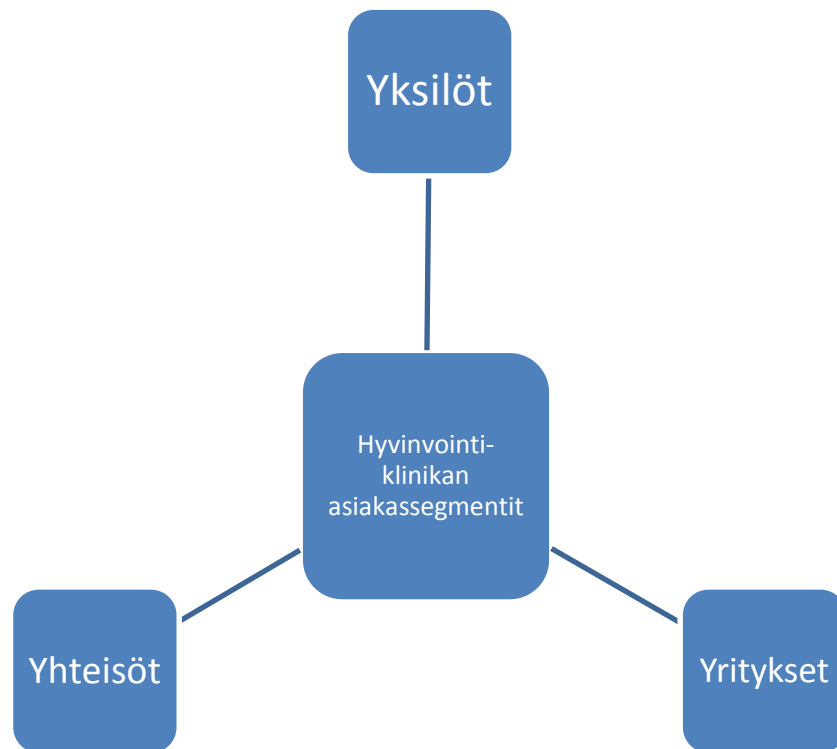 Yksilöt
Hyvinvointi-
klinikan
asiakassegmentit
Yhteisöt
Yritykset